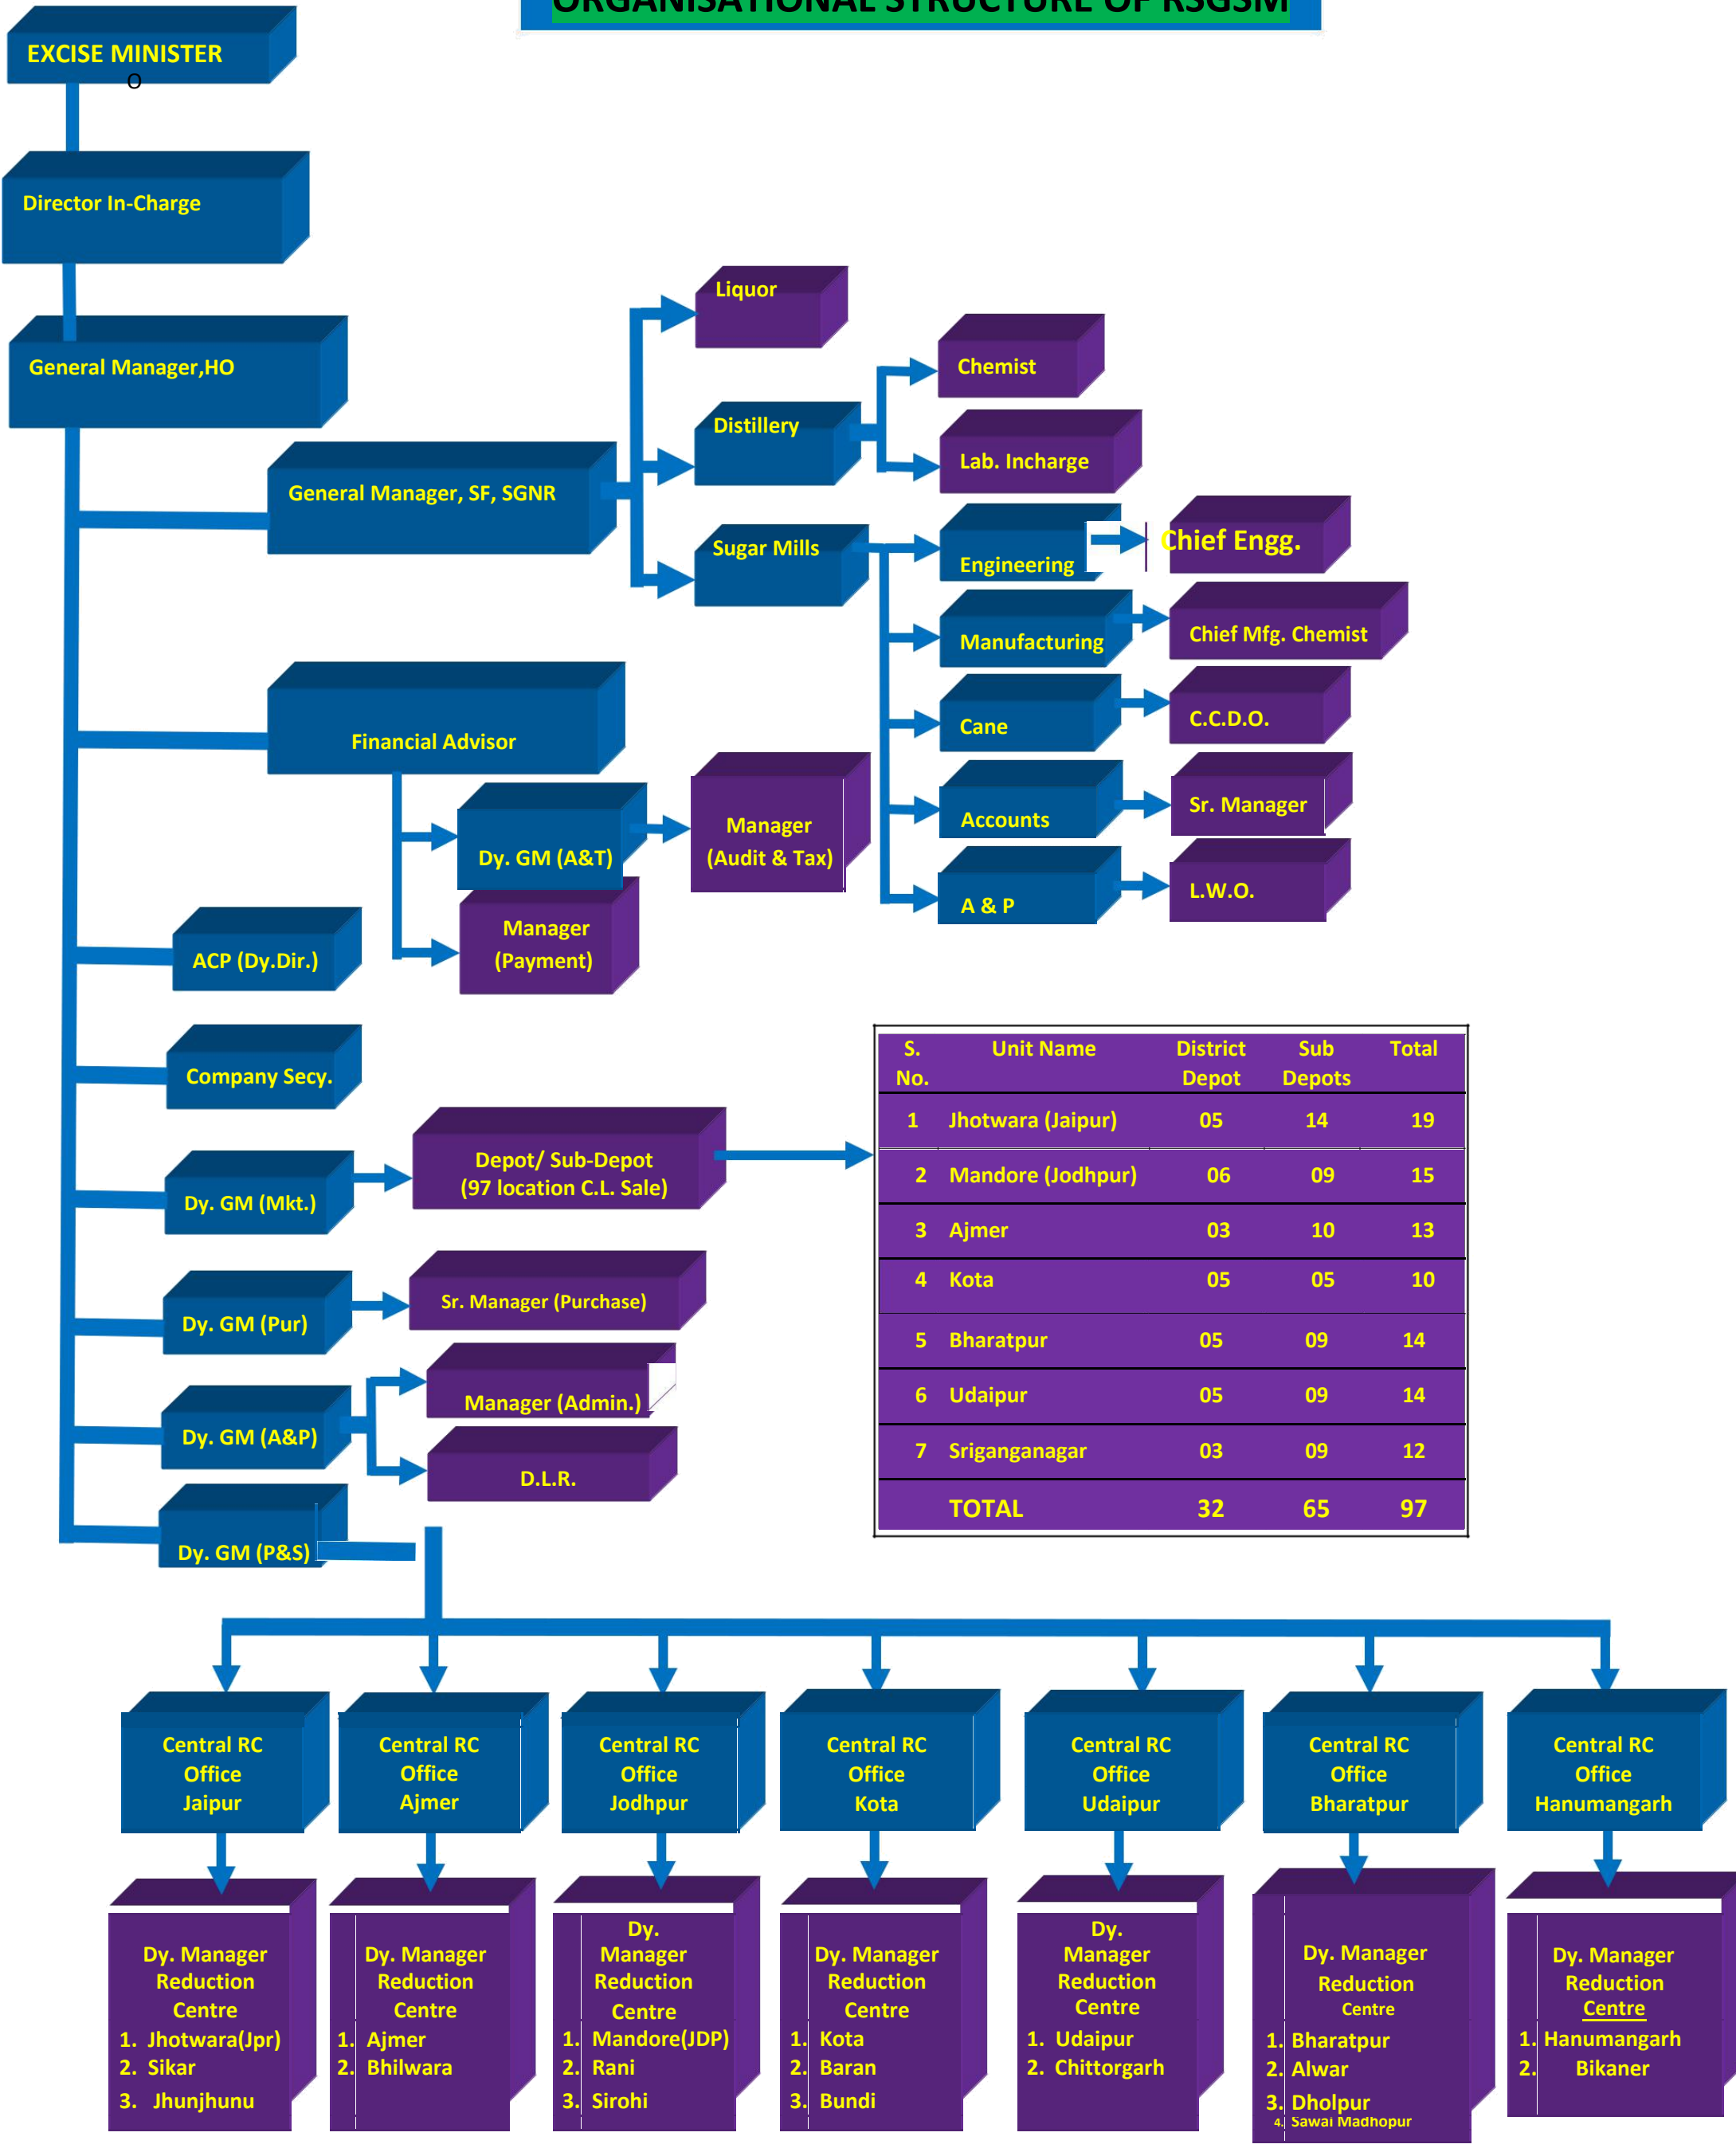 ORGANISATIONAL STRUCTURE OF RSGSM
EXCISE MINISTER
O
Director In-Charge
General Manager,HO
General Manager, SF, SGNR
Liquor
Distillery
Sugar Mills
Chemist
Lab. Incharge
Engineering
Chief Engg.
Manufacturing
Chief Mfg. Chemist
Cane
C.C.D.O.
Accounts
Sr. Manager
A & P
L.W.O.
Financial Advisor
Dy. GM (A&T)
Manager
(Audit & Tax)
Manager
(Payment)
ACP (Dy.Dir.)
Company Secy.
Dy. GM (Mkt.)
Depot/ Sub-Depot
(97 location C.L. Sale)
Dy. GM (Pur)
Sr. Manager (Purchase)
Dy. GM (A&P)
Manager (Admin.)
D.L.R.
Dy. GM (P&S)
S. Unit Name District Sub Total
No. Depot Depots
1 Jhotwara (Jaipur) 05 14 19
2 Mandore (Jodhpur) 06 09 15
3 Ajmer 03 10 13
4 Kota 05 05 10
5 Bharatpur 05 09 14
6 Udaipur 05 09 14
7 Sriganganagar 03 09 12
TOTAL 32 65 97
Central RC
Office
Jaipur
Central RC
Office
Ajmer
Central RC
Office
Jodhpur
Central RC
Office
Kota
Central RC
Office
Udaipur
Central RC
Office
Bharatpur
Central RC
Office
Hanumangarh
Dy. Manager
Reduction
Centre
1. Jhotwara(Jpr)
2. Sikar
3. Jhunjhunu
Dy. Manager
Reduction
Centre
1. Ajmer
2. Bhilwara
Dy.
Manager
Reduction
Centre
1. Mandore(JDP)
2. Rani
3. Sirohi
Dy. Manager
Reduction
Centre
1. Kota
2. Baran
3. Bundi
Dy.
Manager
Reduction
Centre
1. Udaipur
2. Chittorgarh
Dy. Manager
Reduction
Centre
1. Bharatpur
2. Alwar
3. Dholpur
4. Sawai Madhopur
Dy. Manager
Reduction
Centre
1. Hanumangarh
2. Bikaner